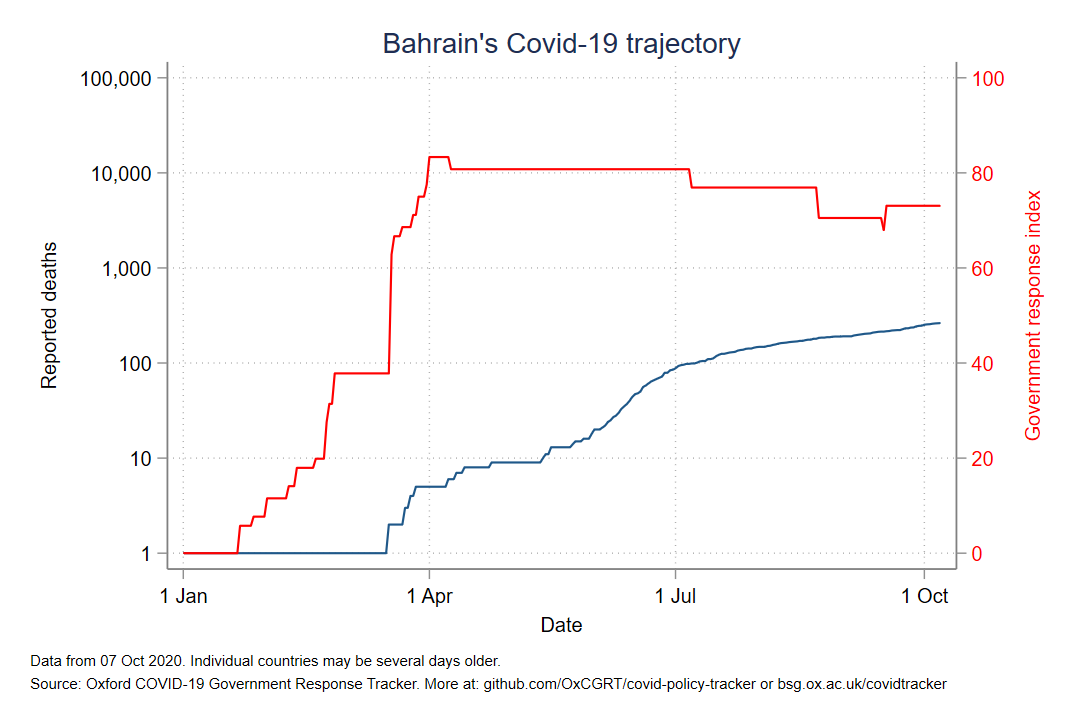 Bahrain's Covid-19 trajectory
100,000
10,000
1,000
100
10
1
Reported deaths
100
80
60
40
20
0
Government response index
1 Jan
1 Apr
1 Jul
1 Oct
Date
Data from 07 Oct 2020. Individual countries may be several days older.
Source: Oxford COVID-19 Government Response Tracker. More at: github.com/OxCGRT/covid-policy-tracker or bsg.ox.ac.uk/covidtracker